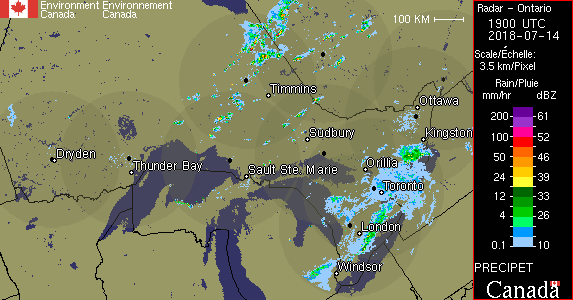 Environment Environnement
Canada Canada
100 KM
Timmins
Ottawa
Sudbury
Kingston
Dryden
Thunder Bay
Sault Ste. Marie
Orillia
Toronto
London
Windsor
Radar - Ontario
1900 UTC
2018-07-14
Scale/Échelle:
3.5 km/Pixel
Rain/Pluie
mm/hr dBZ
200 61
100 52
50 46
24 39
12 33
4 26
0.1 10
PRECIPET
Canada